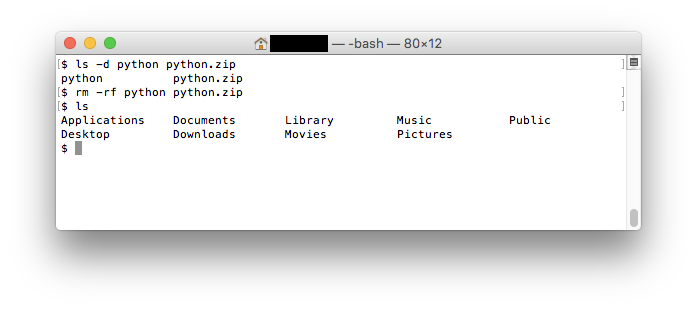 — -bash — 80×12
[$ ls -d python python.zip ]
python python.zip
[$ rm -rf python python.zip ]
[$ ls ]
Applications Documents Library Music Public
Desktop Downloads Movies Pictures
$